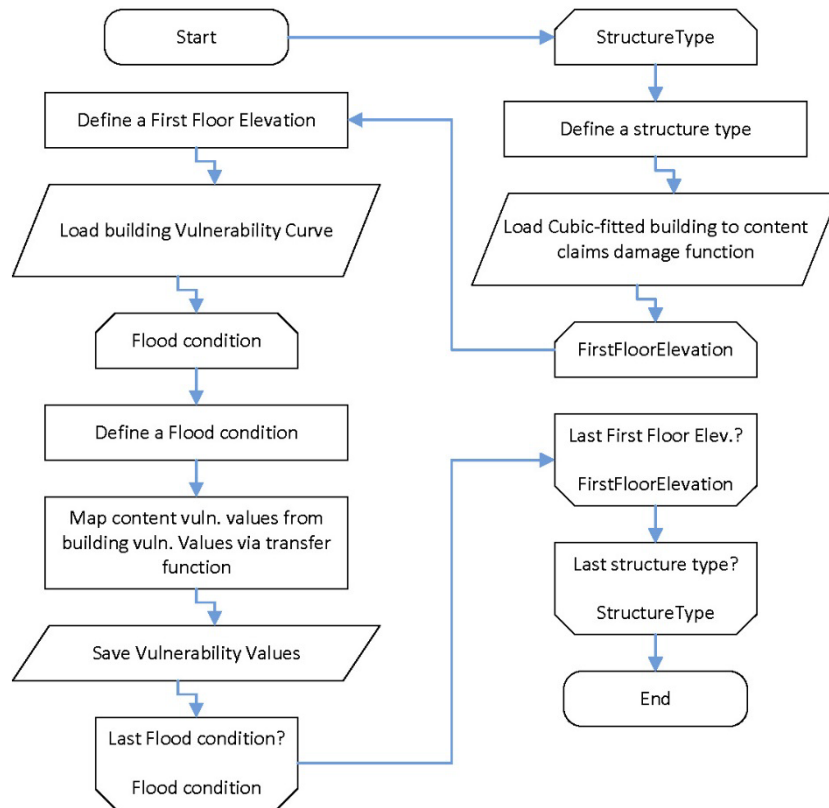 Start
StructureType
Define a structure type
Load Cubic-fitted building to content
claims damage function
FirstFloorElevation
Define a First Floor Elevation
Load building Vulnerability Curve
Flood condition
Define a Flood condition
Map content vuln. values from
building vuln. Values via transfer
function
Save Vulnerability Values
Last Flood condition?
Flood condition
Last First Floor Elev.?
FirstFloorElevation
Last structure type?
StructureType
End